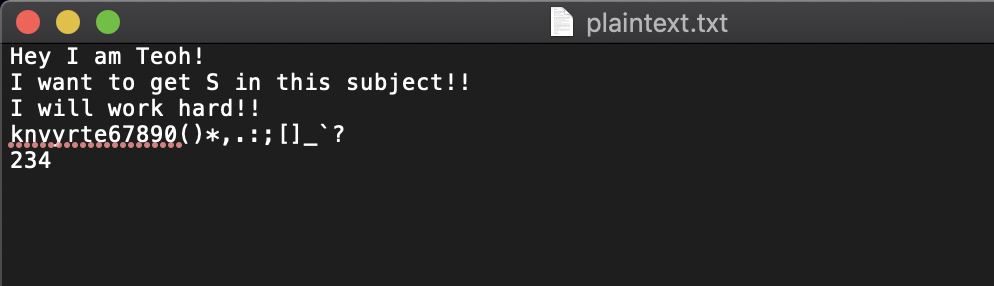 plaintext.txt
Hey I am Teoh!
I want to get S in this subject!!
I will work hard!!
knvyrte67890()*,.:;[]_`?
234